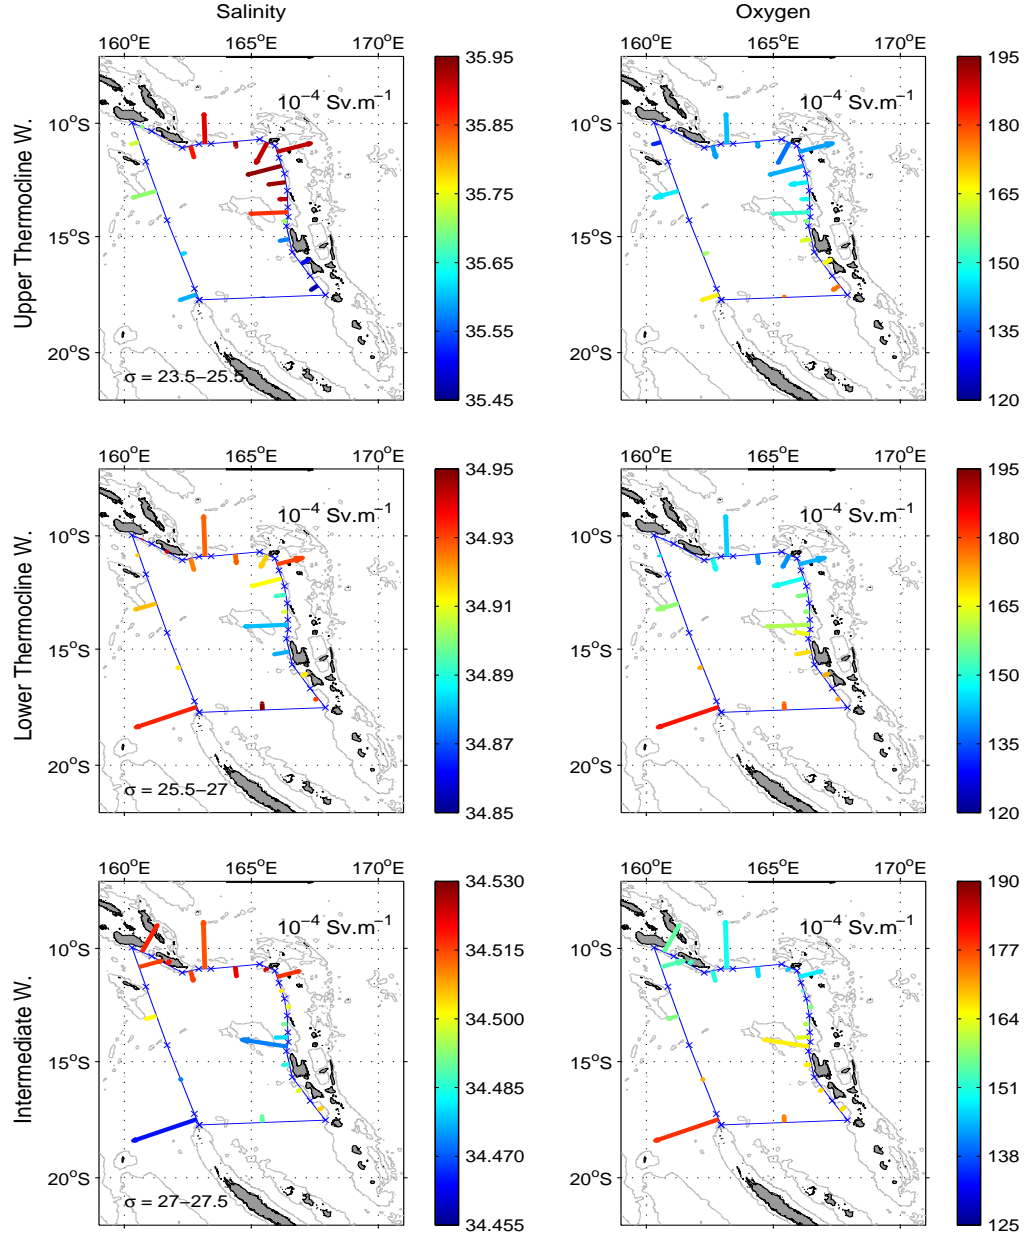 Salinity Oxygen
160°E 165°E 170°E 160°E 165°E 170°E
Upper Thermocline W.
10°S
15°S
20°S
10⁻⁴ Sv.m⁻¹
σ = 23.5–25.5
35.95
35.85
35.75
35.65
35.55
35.45
10°S
15°S
20°S
10⁻⁴ Sv.m⁻¹
195
180
165
150
135
120
160°E 165°E 170°E 160°E 165°E 170°E
Lower Thermocline W.
10°S
15°S
20°S
10⁻⁴ Sv.m⁻¹
σ = 25.5–27
34.95
34.93
34.91
34.89
34.87
34.85
10°S
15°S
20°S
10⁻⁴ Sv.m⁻¹
195
180
165
150
135
120
160°E 165°E 170°E 160°E 165°E 170°E
Intermediate W.
10°S
15°S
20°S
10⁻⁴ Sv.m⁻¹
σ = 27–27.5
34.530
34.515
34.500
34.485
34.470
34.455
10°S
15°S
20°S
10⁻⁴ Sv.m⁻¹
190
177
164
151
138
125